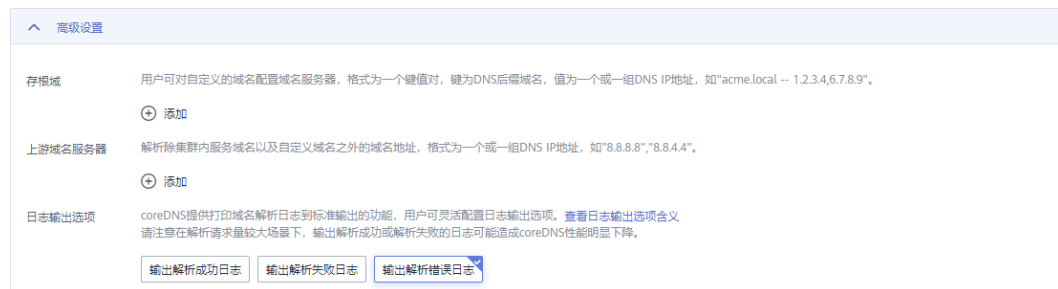 高级设置
存根域 用户可对自定义的域名配置域名服务器，格式为一个键值对，键为DNS后缀域名，值为一个或一组DNS IP地址，如"acme.local -- 1.2.3.4,6.7.8.9"。
添加
上游域名服务器 解析除集群内服务域名以及自定义域名之外的域名地址，格式为一个或一组DNS IP地址，如"8.8.8.8","8.8.4.4"。
添加
日志输出选项 coreDNS提供打印域名解析日志到标准输出的功能，用户可灵活配置日志输出选项。查看日志输出选项含义
请注意在解析请求量较大场景下，输出解析成功或解析失败的日志可能造成coreDNS性能明显下降。
输出解析成功日志 输出解析失败日志 输出解析错误日志